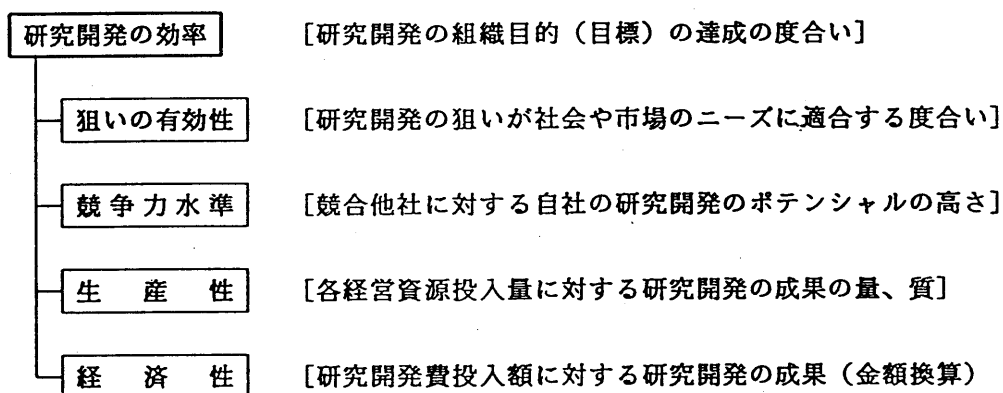 研究開発の効率 [研究開発の組織目的（目標）の達成の度合い]
狙いの有効性 [研究開発の狙いが社会や市場のニーズに適合する度合い]
競争力水準 [競合他社に対する自社の研究開発のポテンシャルの高さ]
生産性 [各経営資源投入量に対する研究開発の成果の量、質]
経済性 [研究開発費投入額に対する研究開発の成果（金額換算）